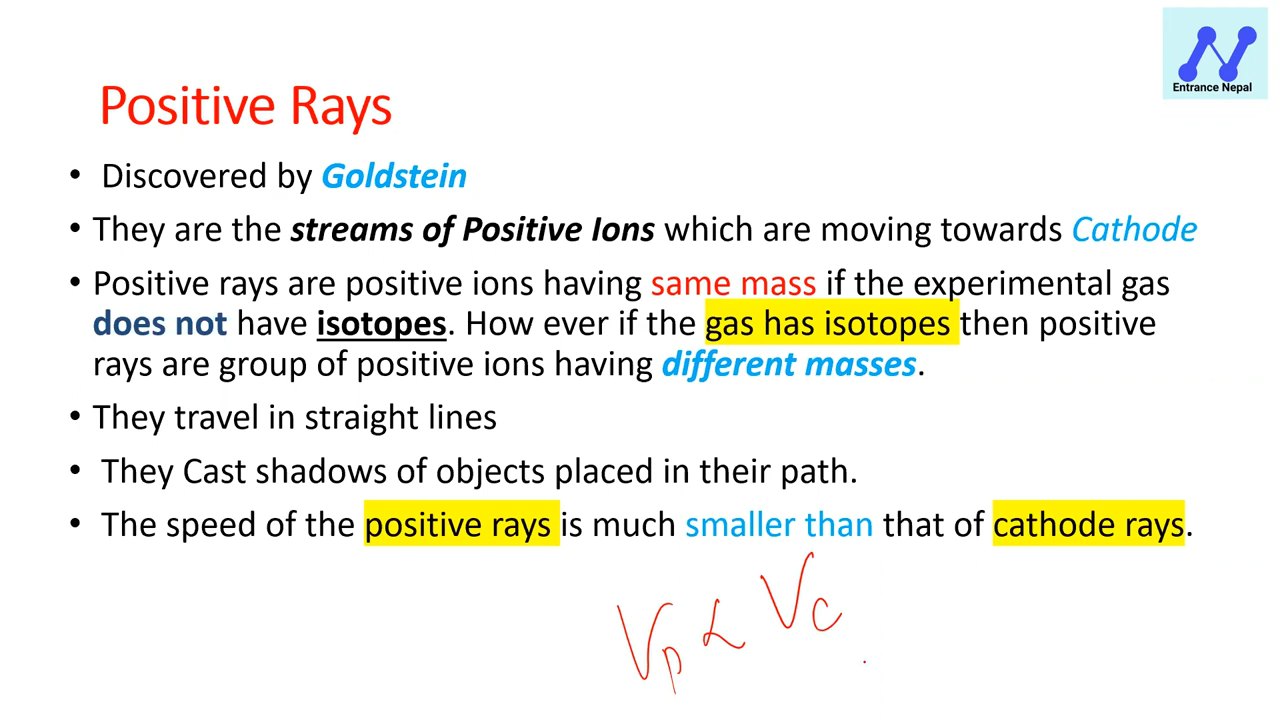 Entrance Nepal
Positive Rays
• Discovered by Goldstein
• They are the streams of Positive Ions which are moving towards Cathode
• Positive rays are positive ions having same mass if the experimental gas
does not have isotopes. How ever if the gas has isotopes then positive
rays are group of positive ions having different masses.
• They travel in straight lines
• They Cast shadows of objects placed in their path.
• The speed of the positive rays is much smaller than that of cathode rays.
Vp < Vc